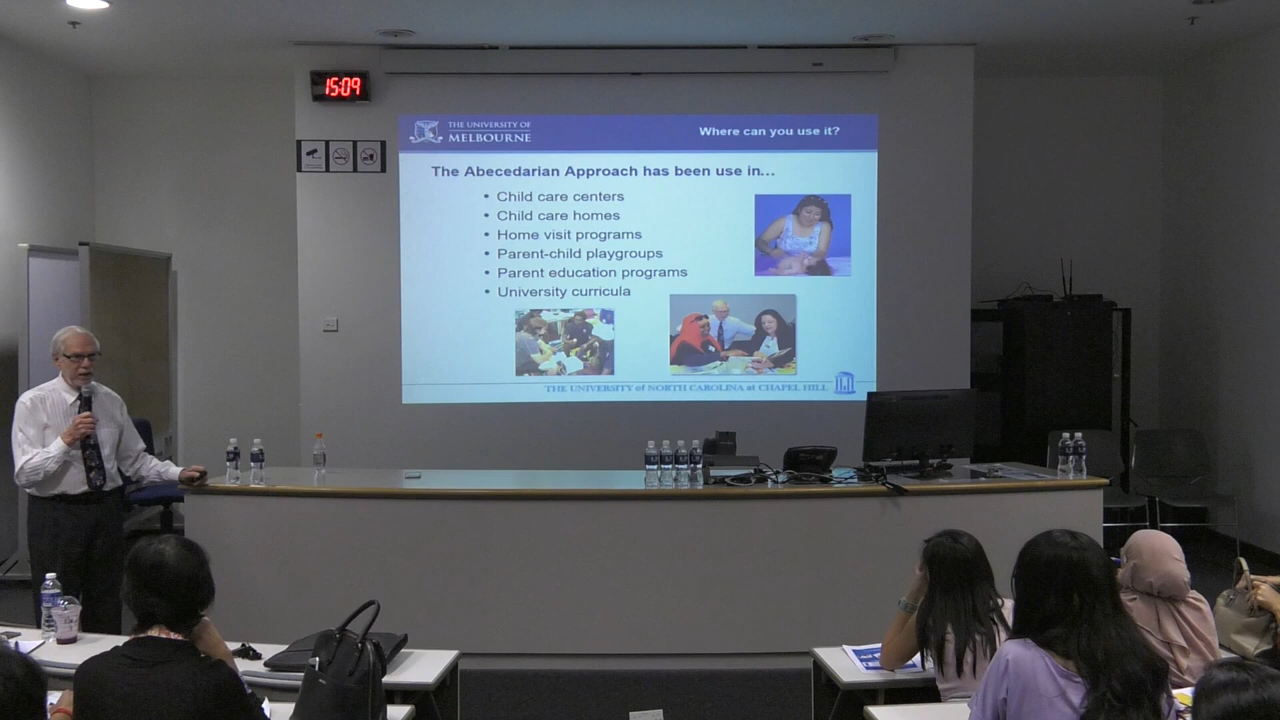 15:09
THE UNIVERSITY OF
MELBOURNE
Where can you use it?
The Abecedarian Approach has been use in...
• Child care centers
• Child care homes
• Home visit programs
• Parent-child playgroups
• Parent education programs
• University curricula
THE UNIVERSITY of NORTH CAROLINA at CHAPEL HILL